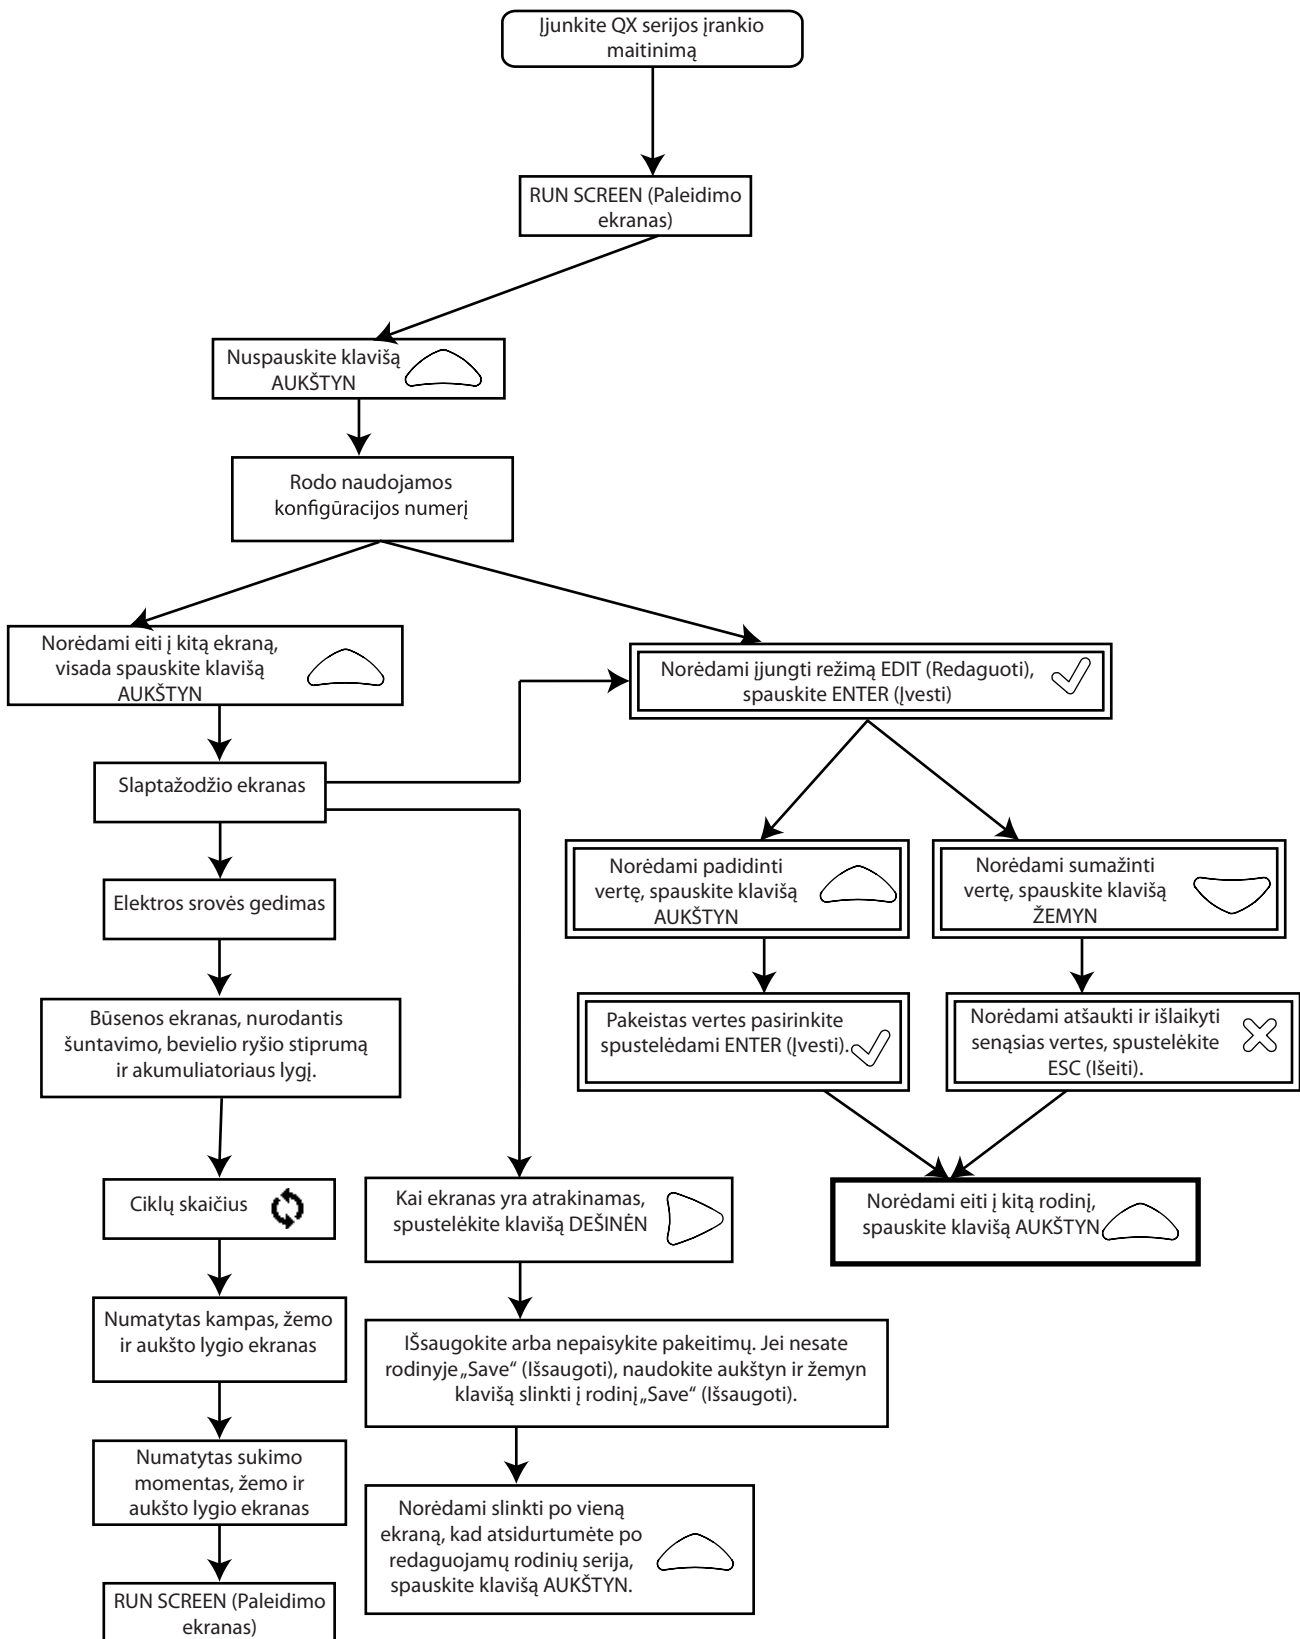 Įjunkite QX serijos įrankio
maitinimą
RUN SCREEN (Paleidimo
ekranas)
Nuspauskite klavišą
AUKŠTYN
Rodo naudojamos
konfigūracijos numerį
Norėdami eiti į kitą ekraną,
visada spauskite klavišą
AUKŠTYN
Norėdami įjungti režimą EDIT (Redaguoti),
spauskite ENTER (Įvesti)
Slaptažodžio ekranas
Norėdami padidinti
vertę, spauskite klavišą
AUKŠTYN
Norėdami sumažinti
vertę, spauskite klavišą
ŽEMYN
Elektros srovės gedimas
Būsenos ekranas, nurodantis
šuntavimo, bevielio ryšio stiprumą
ir akumuliatoriaus lygį.
Pakeistas vertes pasirinkite
spustelėdami ENTER (Įvesti).
Norėdami atšaukti ir išlaikyti
senąsias vertes, spustelėkite
ESC (Išeiti).
Ciklų skaičius
Kai ekranas yra atrakinamas,
spustelėkite klavišą DEŠINĖN
Norėdami eiti į kitą rodinį,
spauskite klavišą AUKŠTYN
Numatytas kampas, žemo
ir aukšto lygio ekranas
IŠsaugokite arba nepaisykite pakeitimų. Jei nesate
rodinyje „Save“ (Išsaugoti), naudokite aukštyn ir žemyn
klavišą slinkti į rodinį „Save“ (Išsaugoti).
Numatytas sukimo
momentas, žemo ir
aukšto lygio ekranas
Norėdami slinkti po vieną
ekraną, kad atsidurtumėte po
redaguojamų rodinių serija,
spauskite klavišą AUKŠTYN.
RUN SCREEN (Paleidimo
ekranas)